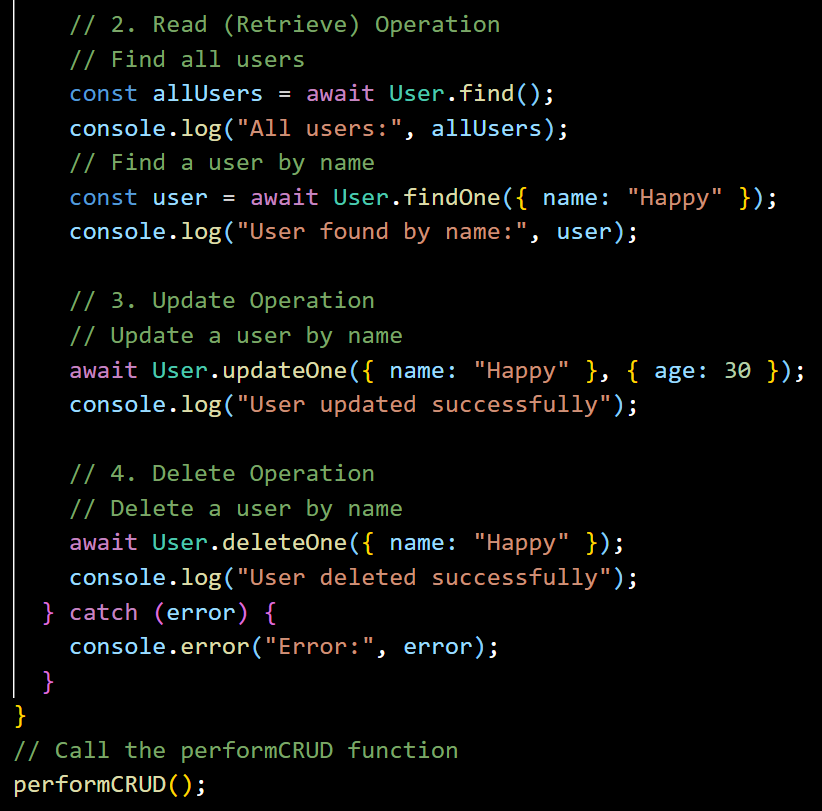 // 2. Read (Retrieve) Operation
// Find all users
const allUsers = await User.find();
console.log("All users:", allUsers);
// Find a user by name
const user = await User.findOne({ name: "Happy" });
console.log("User found by name:", user);
// 3. Update Operation
// Update a user by name
await User.updateOne({ name: "Happy" }, { age: 30 });
console.log("User updated successfully");
// 4. Delete Operation
// Delete a user by name
await User.deleteOne({ name: "Happy" });
console.log("User deleted successfully");
} catch (error) {
console.error("Error:", error);
}
}
// Call the performCRUD function
performCRUD();